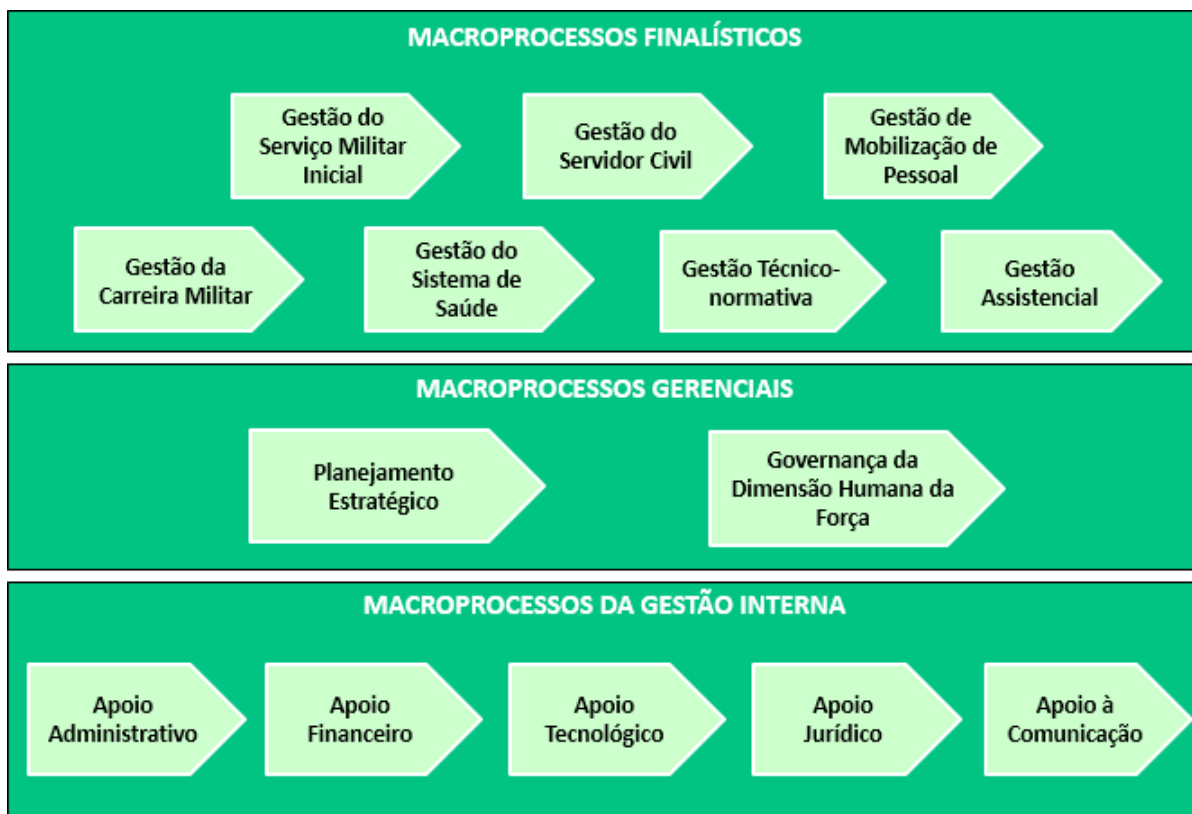 MACROPROCESSOS FINALÍSTICOS
Gestão do
Serviço Militar
Inicial
Gestão do
Servidor Civil
Gestão de
Mobilização de
Pessoal
Gestão da
Carreira Militar
Gestão do
Sistema de
Saúde
Gestão Técnico-
normativa
Gestão
Assistencial
MACROPROCESSOS GERENCIAIS
Planejamento
Estratégico
Governança da
Dimensão Humana da
Força
MACROPROCESSOS DA GESTÃO INTERNA
Apoio
Administrativo
Apoio
Financeiro
Apoio
Tecnológico
Apoio
Jurídico
Apoio à
Comunicação